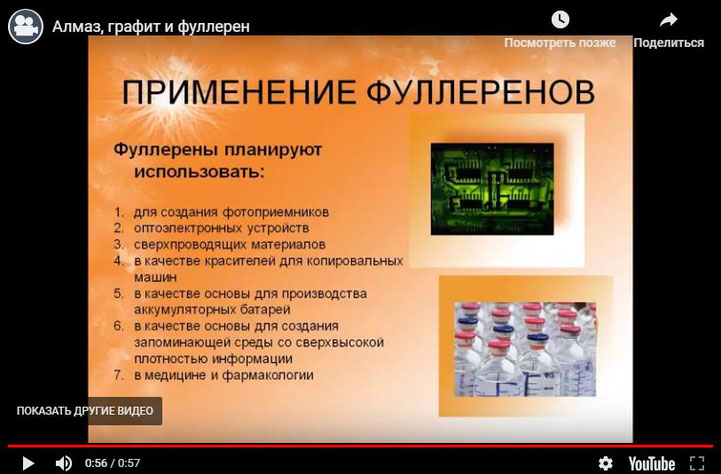 Алмаз, графит и фуллерен
Посмотреть позже
Поделиться
ПРИМЕНЕНИЕ ФУЛЛЕРЕНОВ
Фуллерены планируют
использовать:
1. для создания фотоприемников
2. оптоэлектронных устройств
3. сверхпроводящих материалов
4. в качестве красителей для копировальных
машин
5. в качестве основы для производства
аккумуляторных батарей
6. в качестве основы для создания
запоминающей среды со сверхвысокой
плотностью информации
7. в медицине и фармакологии
ПОКАЗАТЬ ДРУГИЕ ВИДЕО
0:56 / 0:57
YouTube